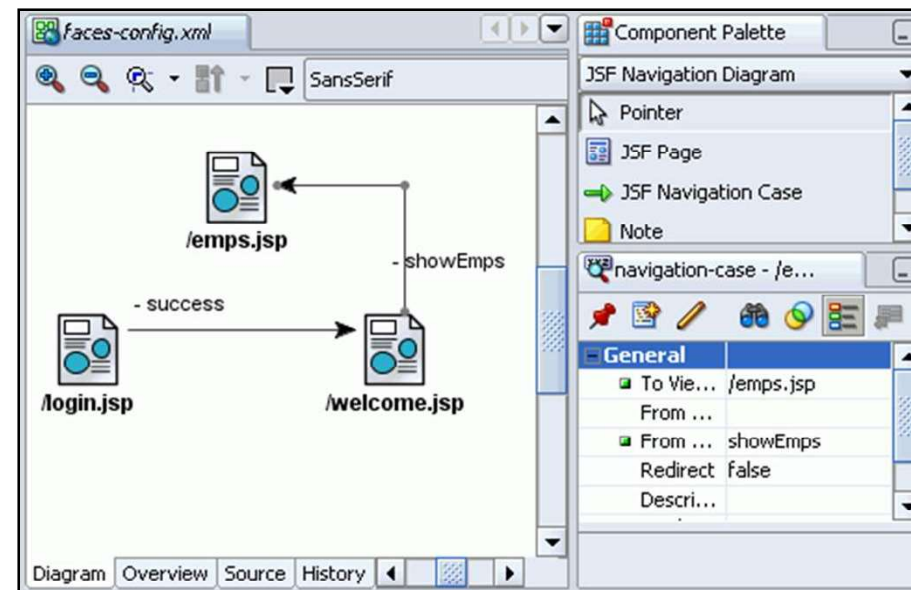 faces-config.xml
SansSerif
/emps.jsp
- showEmps
- success
/login.jsp
/welcome.jsp
Diagram
Overview
Source
History
Component Palette
JSF Navigation Diagram
Pointer
JSF Page
JSF Navigation Case
Note
navigation-case - /e...
General
To Vie... /emps.jsp
From ...
From ... showEmps
Redirect false
Descri...